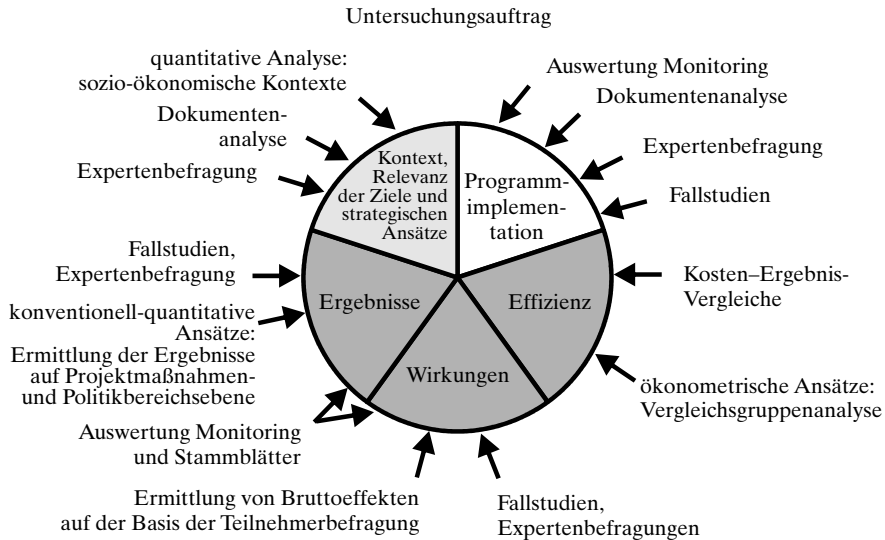 Untersuchungsauftrag
quantitative Analyse:
sozio-ökonomische Kontexte
Dokumenten-
analyse
Expertenbefragung
Auswertung Monitoring
Dokumentenanalyse
Expertenbefragung
Fallstudien
Kontext,
Relevanz
der Ziele und
strategischen
Ansätze
Programm-
implemen-
tation
Fallstudien,
Expertenbefragung
konventionell-quantitative
Ansätze:
Ermittlung der Ergebnisse
auf Projektmaßnahmen-
und Politikbereichsebene
Ergebnisse
Effizienz
Wirkungen
Kosten–Ergebnis-
Vergleiche
ökonometrische Ansätze:
Vergleichsgruppenanalyse
Auswertung Monitoring
und Stammblätter
Ermittlung von Bruttoeffekten
auf der Basis der Teilnehmerbefragung
Fallstudien,
Expertenbefragungen